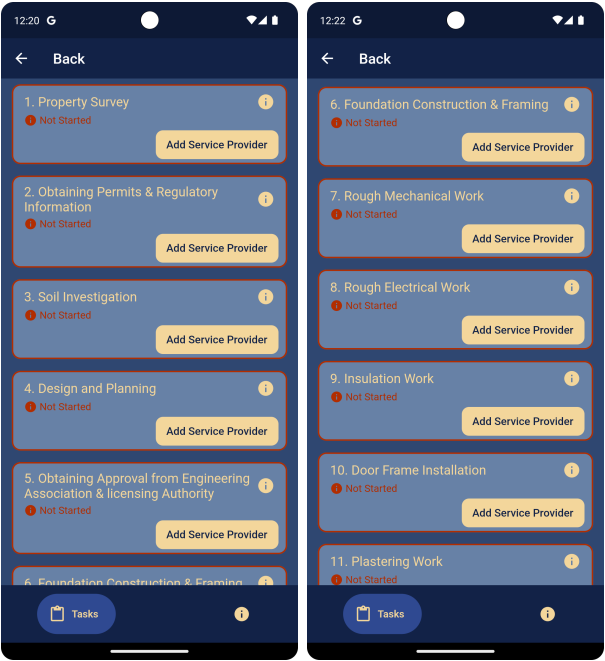 12:20 G
Back
1. Property Survey
Not Started
Add Service Provider
2. Obtaining Permits & Regulatory
Information
Not Started
Add Service Provider
3. Soil Investigation
Not Started
Add Service Provider
4. Design and Planning
Not Started
Add Service Provider
5. Obtaining Approval from Engineering
Association & licensing Authority
Not Started
Add Service Provider
6. Foundation Construction & Framing
Tasks
12:22 G
Back
6. Foundation Construction & Framing
Not Started
Add Service Provider
7. Rough Mechanical Work
Not Started
Add Service Provider
8. Rough Electrical Work
Not Started
Add Service Provider
9. Insulation Work
Not Started
Add Service Provider
10. Door Frame Installation
Not Started
Add Service Provider
11. Plastering Work
Not Started
Tasks